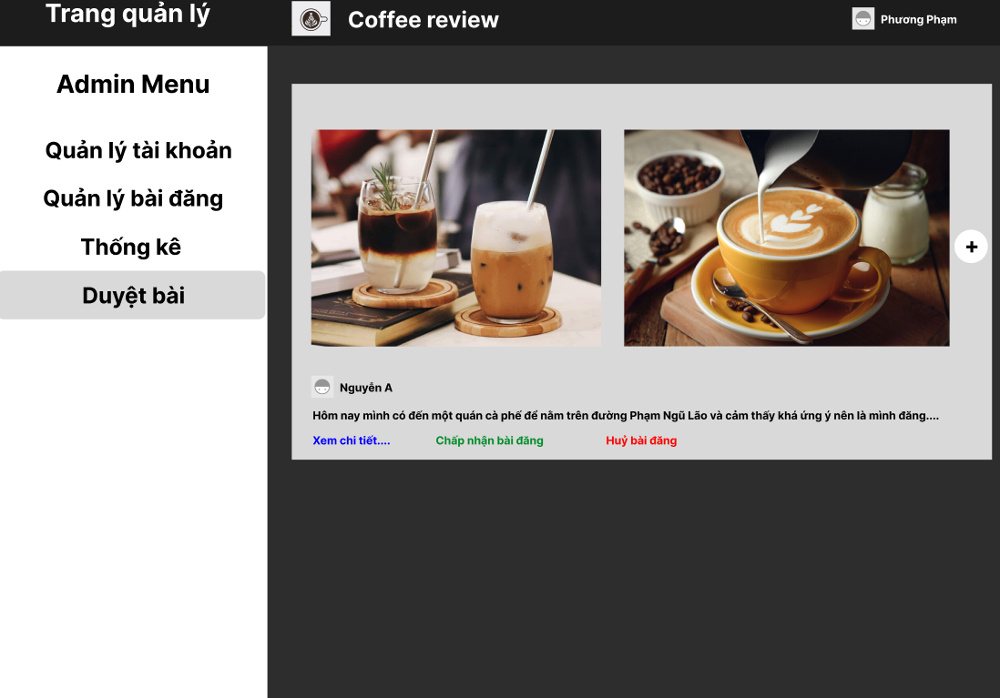 Trang quản lý
Coffee review
Phương Phạm
Admin Menu
Quản lý tài khoản
Quản lý bài đăng
Thống kê
Duyệt bài
+
Nguyễn A
Hôm nay mình có đến một quán cà phế để nằm trên đường Phạm Ngũ Lão và cảm thấy khá ứng ý nên là mình đăng....
Xem chi tiết....
Chấp nhận bài đăng
Huỷ bài đăng